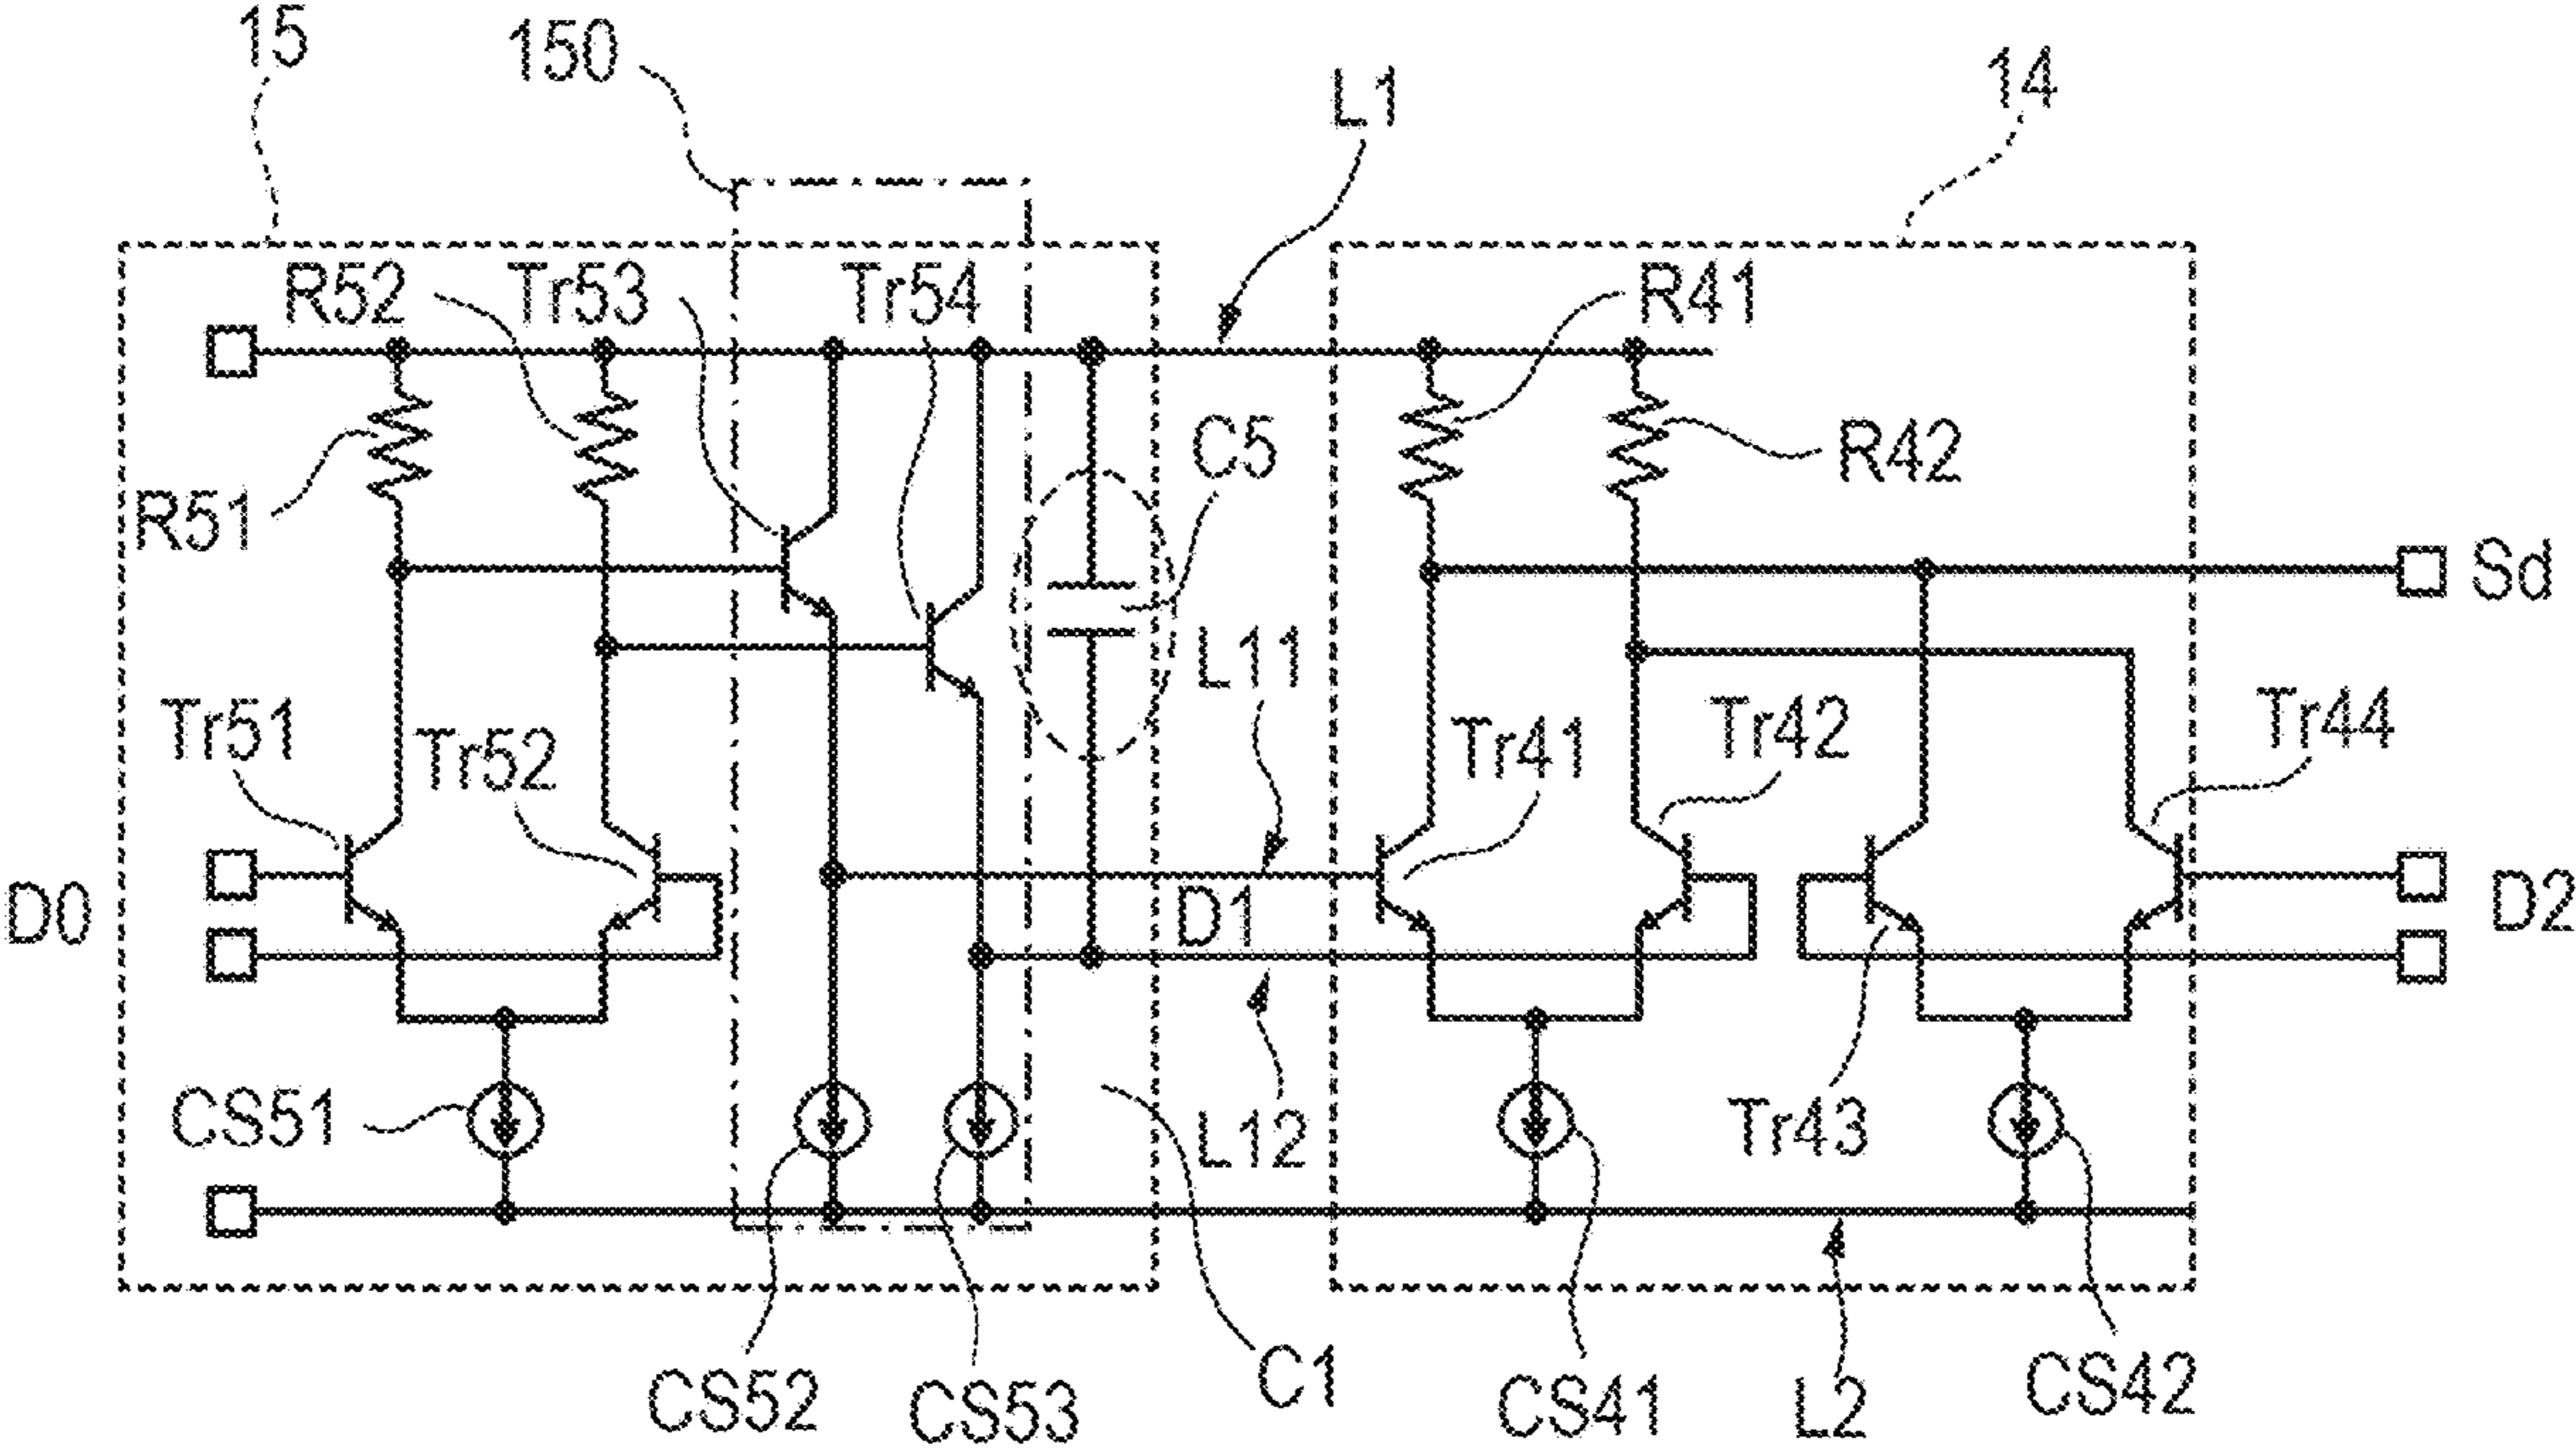 15
150
L1
14
R52
Tr53
Tr54
R41
C5
R42
R51
Sd
L11
Tr51
Tr52
Tr41
Tr42
Tr44
D0
D1
D2
CS51
L12
Tr43
CS52
CS53
C1
CS41
L2
CS42